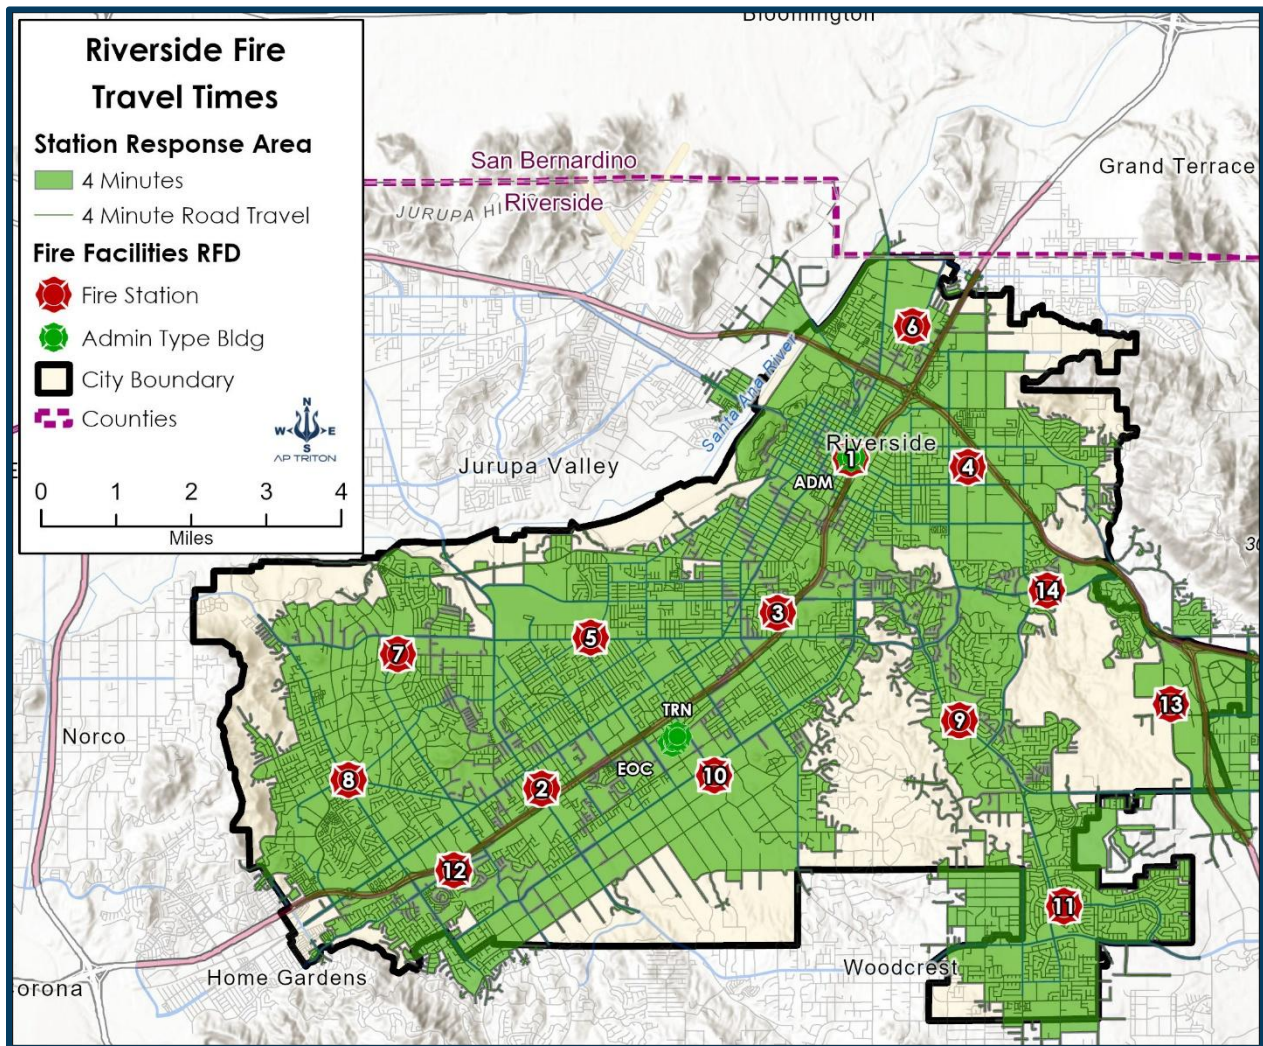 Bloomington
Riverside Fire
Travel Times
Station Response Area
4 Minutes
4 Minute Road Travel
Fire Facilities RFD
Fire Station
Admin Type Bldg
City Boundary
Counties
N
W E
S
AP TRITON
0 1 2 3 4
Miles
San Bernardino
Riverside
Grand Terrace
Santa Ana River
6
Riverside
1
4
ADM
Jurupa Valley
14
3
5
7
13
TRN
9
Norco
EOC
10
8
2
12
11
Woodcrest
Home Gardens
orona